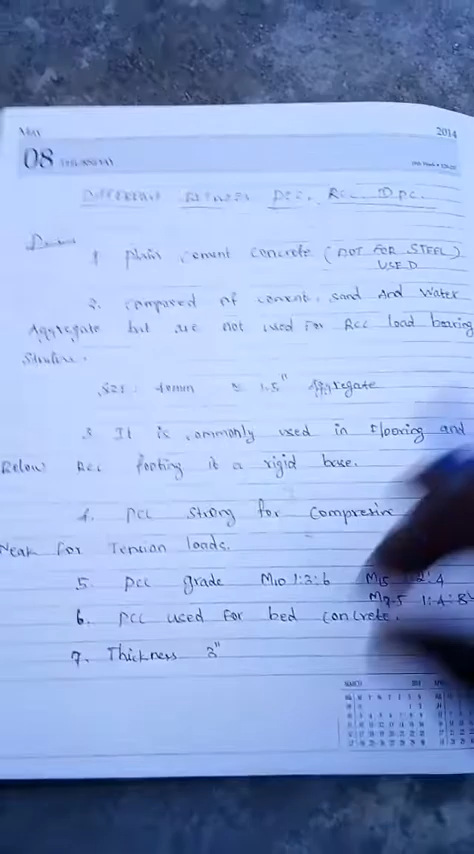 May
2014
08 THURSDAY
DIFFERENT BETWEEN PCC, RCC DPC.
1 plain cement concrete (NOT FOR STEEL)
USED
2. composed of cement, sand And Water
Aggregate but are not used for Rcc load bearing
40mm 1.5" Aggregate
3 It is commonly used in flooring and
Below Rcc footing it a rigid base.
4. pcc strong for compresive
Weak for Tension loads.
5. pcc grade M10 1:3:6 M15 1:2:4
M7.5 1:4:8
6. pcc used for bed concrete.
7. Thickness 3"
MARCH